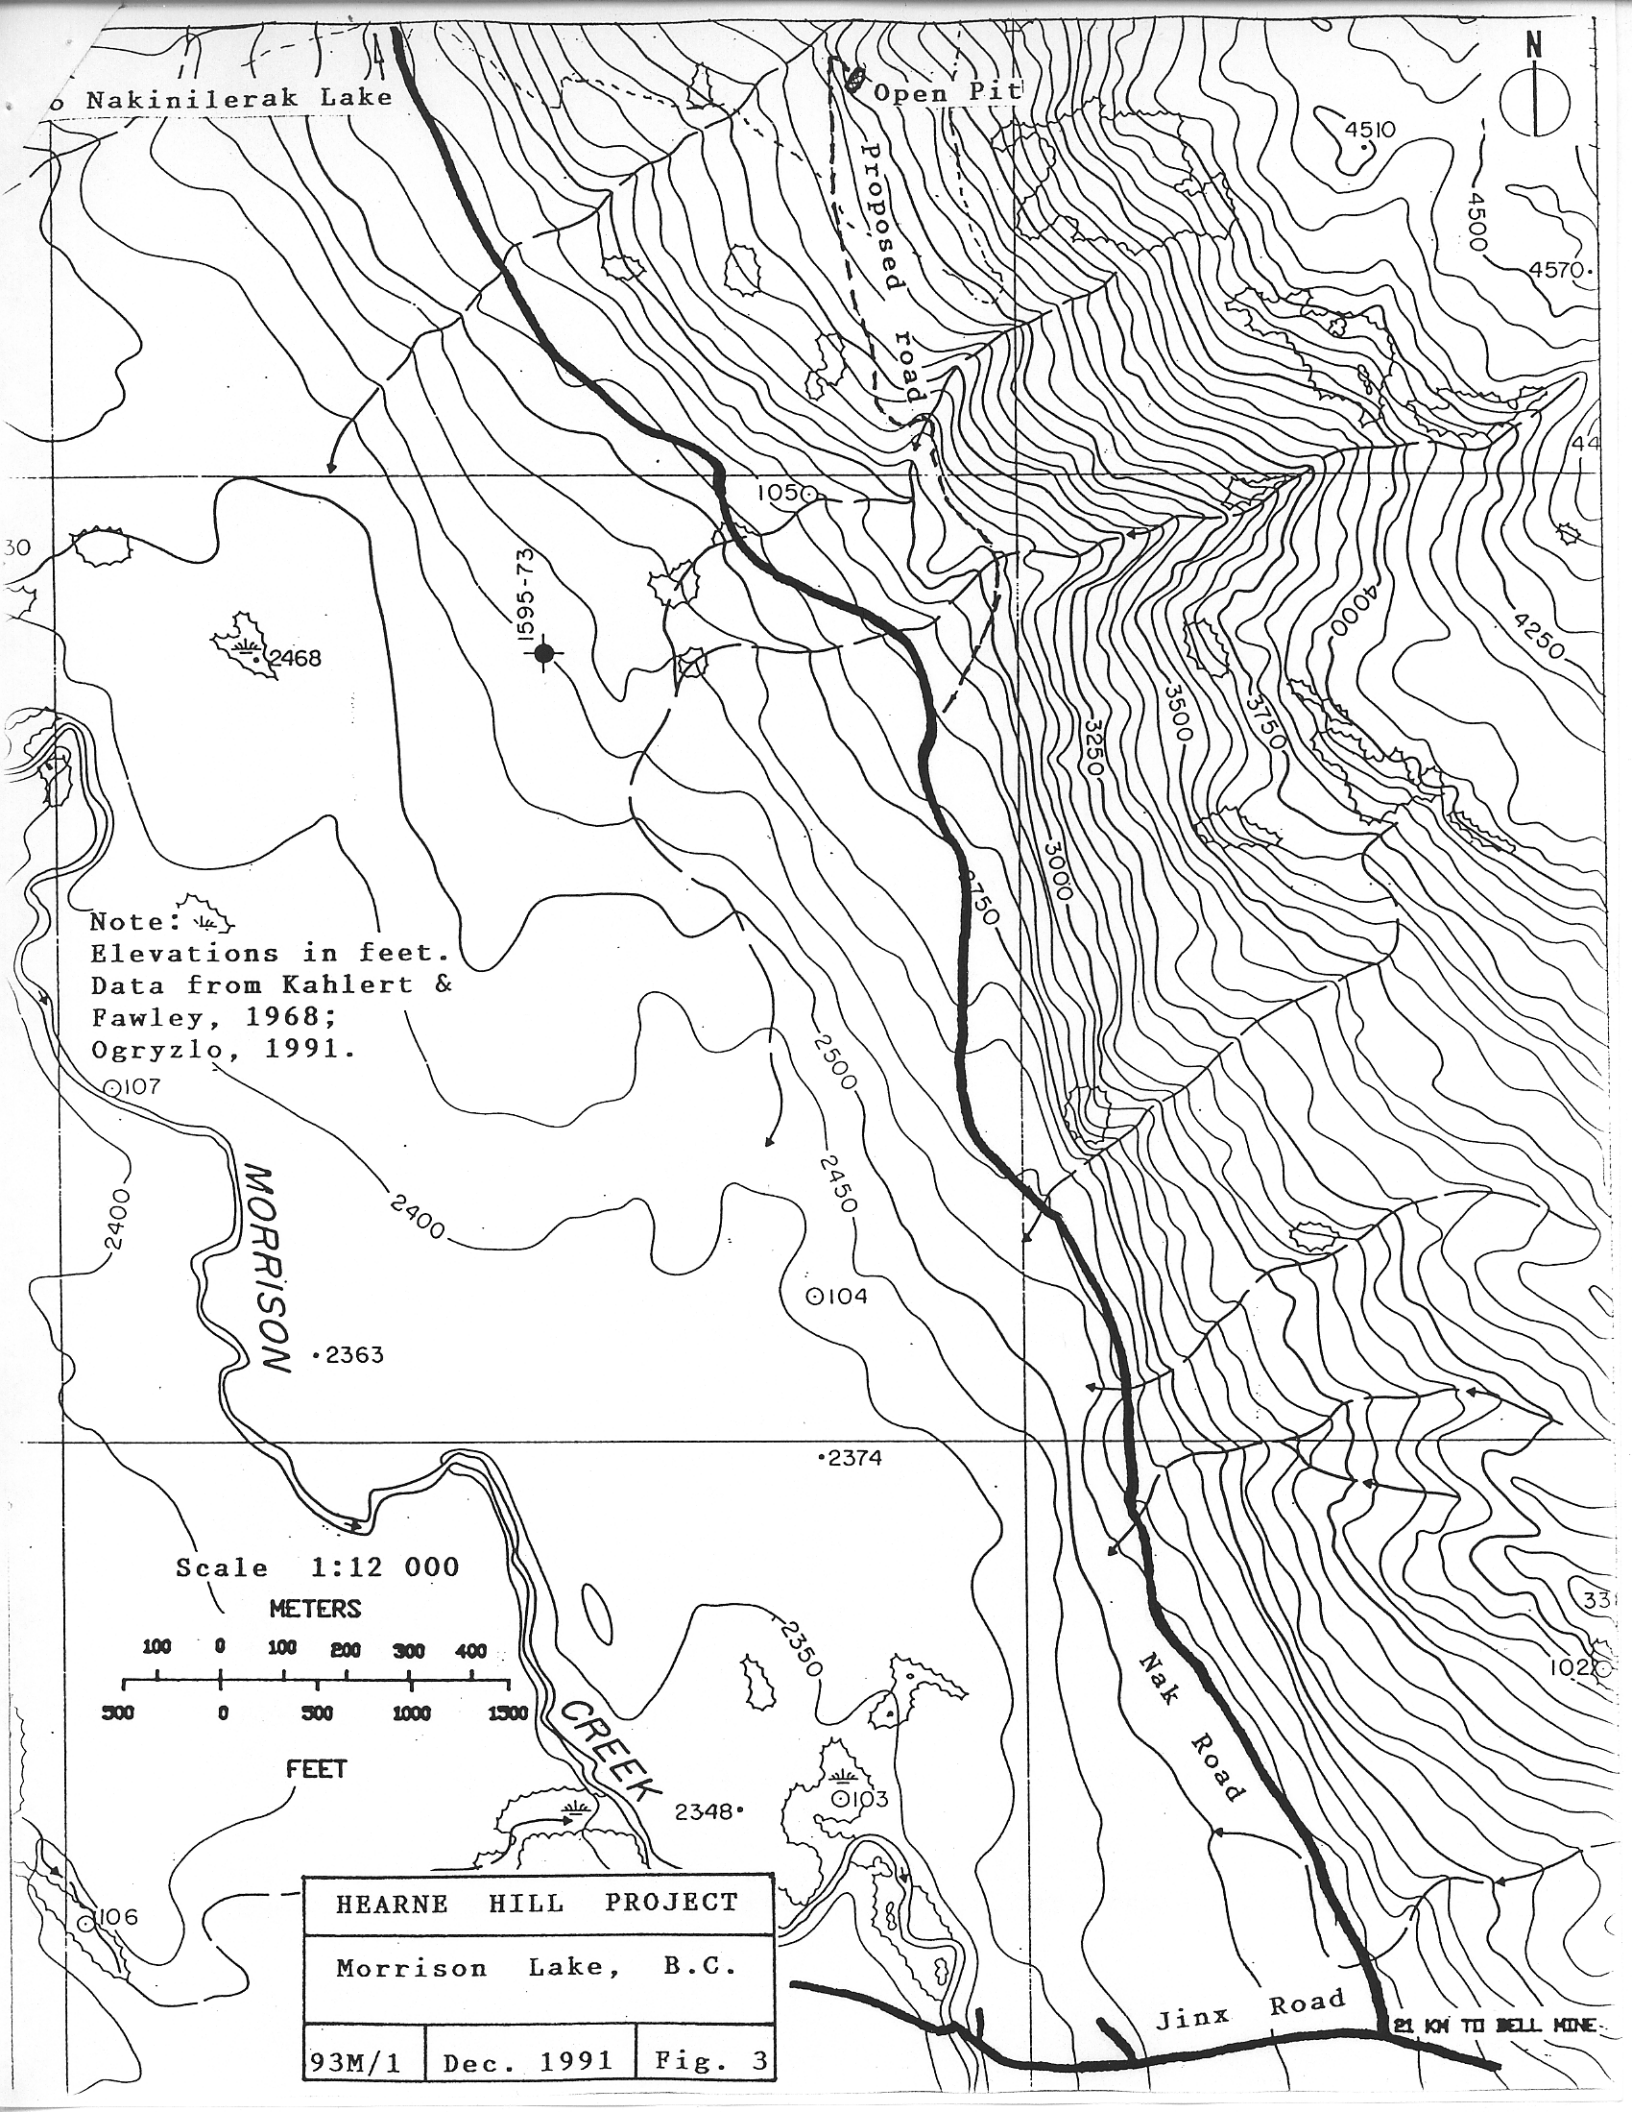 N
Nakinilerak Lake
Open Pit
4510
Proposed road
4500
4570
44
1050
30
1595-73
2468
4000
4250
3500
3750
3250
3000
2750
Note:
Elevations in feet.
Data from Kahlert &
Fawley, 1968;
Ogryzlo, 1991.
2500
107
2450
MORRISON
2400
2400
104
2363
2374
Scale 1:12 000
METERS
100 0 100 200 300 400
500 0 500 1000 1500
FEET
2350
33
102
Nak Road
CREEK
2348
103
106
HEARNE HILL PROJECT
Morrison Lake, B.C.
93M/1 Dec. 1991 Fig. 3
Jinx Road
21 KM TO BELL MINE